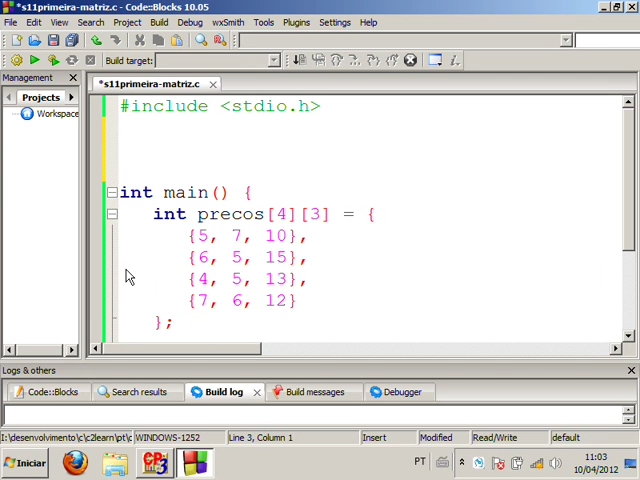 *s11primeira-matriz.c - Code::Blocks 10.05
File Edit View Search Project Build Debug wxSmith Tools Plugins Settings Help
Build target:
Management
Projects
Workspace
*s11primeira-matriz.c
#include <stdio.h>
int main() {
int precos[4][3] = {
{5, 7, 10},
{6, 5, 15},
{4, 5, 13},
{7, 6, 12}
};
Logs & others
Code::Blocks Search results Build log Build messages Debugger
I:\desenvolvimento\c\c2learn\pt\c WINDOWS-1252 Line 3, Column 1 Insert Modified Read/Write default
Iniciar PT 11:03
10/04/2012